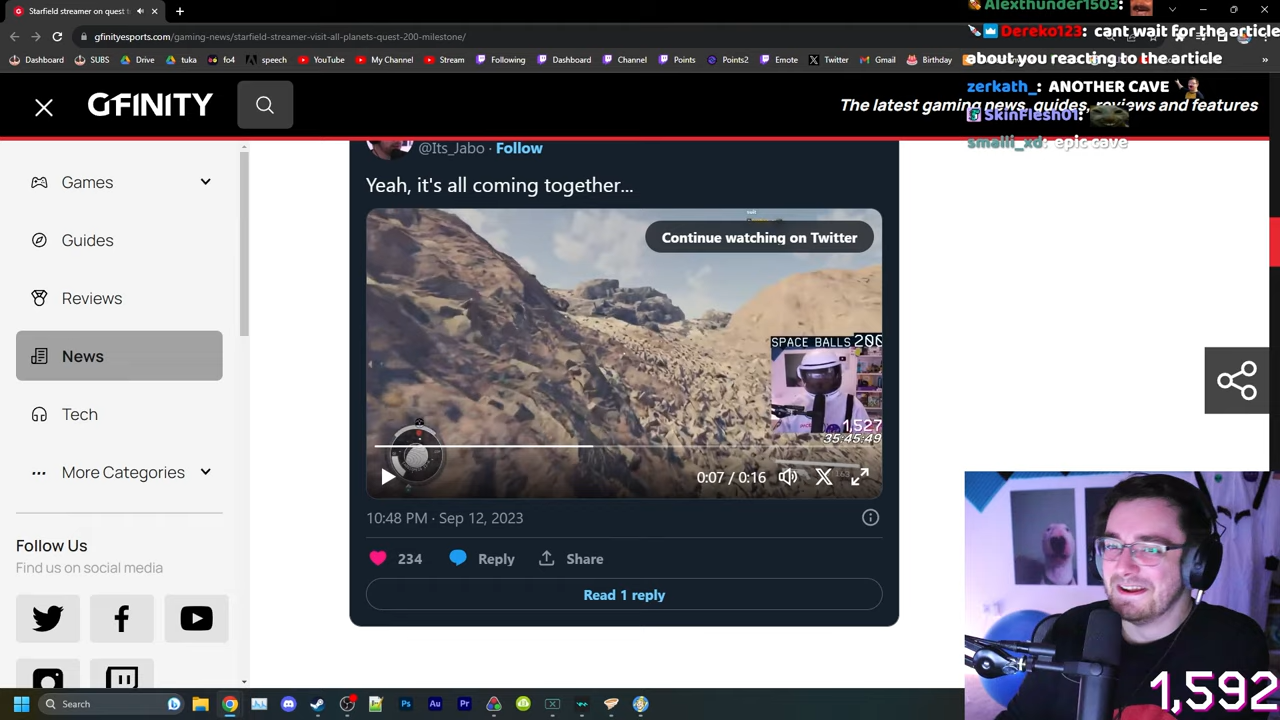 Starfield streamer on quest t
Alexthunder1503:
gfinityesports.com/gaming-news/starfield-streamer-visit-all-planets-quest-200-milestone/
Dereko123: cant wait for the article
about you reacting to the article
Dashboard
SUBS
Drive
tuka
fo4
YouTube
My Channel
Stream
Following
Dashboard
Channel
Points
Points2
Emote
Twitter
Gmail
Birthday
»
zerkath_: ANOTHER CAVE
GFINITY
The latest gaming news, guides, reviews and features
SkinFlesh01:
smalli_xd: epic cave
@Its_Jabo · Follow
Games
Guides
Reviews
News
Tech
More Categories
Follow Us
Find us on social media
Yeah, it's all coming together...
Continue watching on Twitter
SPACE BALLS 200
1,527
35:45:49
0:07 / 0:16
10:48 PM · Sep 12, 2023
234
Reply
Share
Read 1 reply
1,592
Search